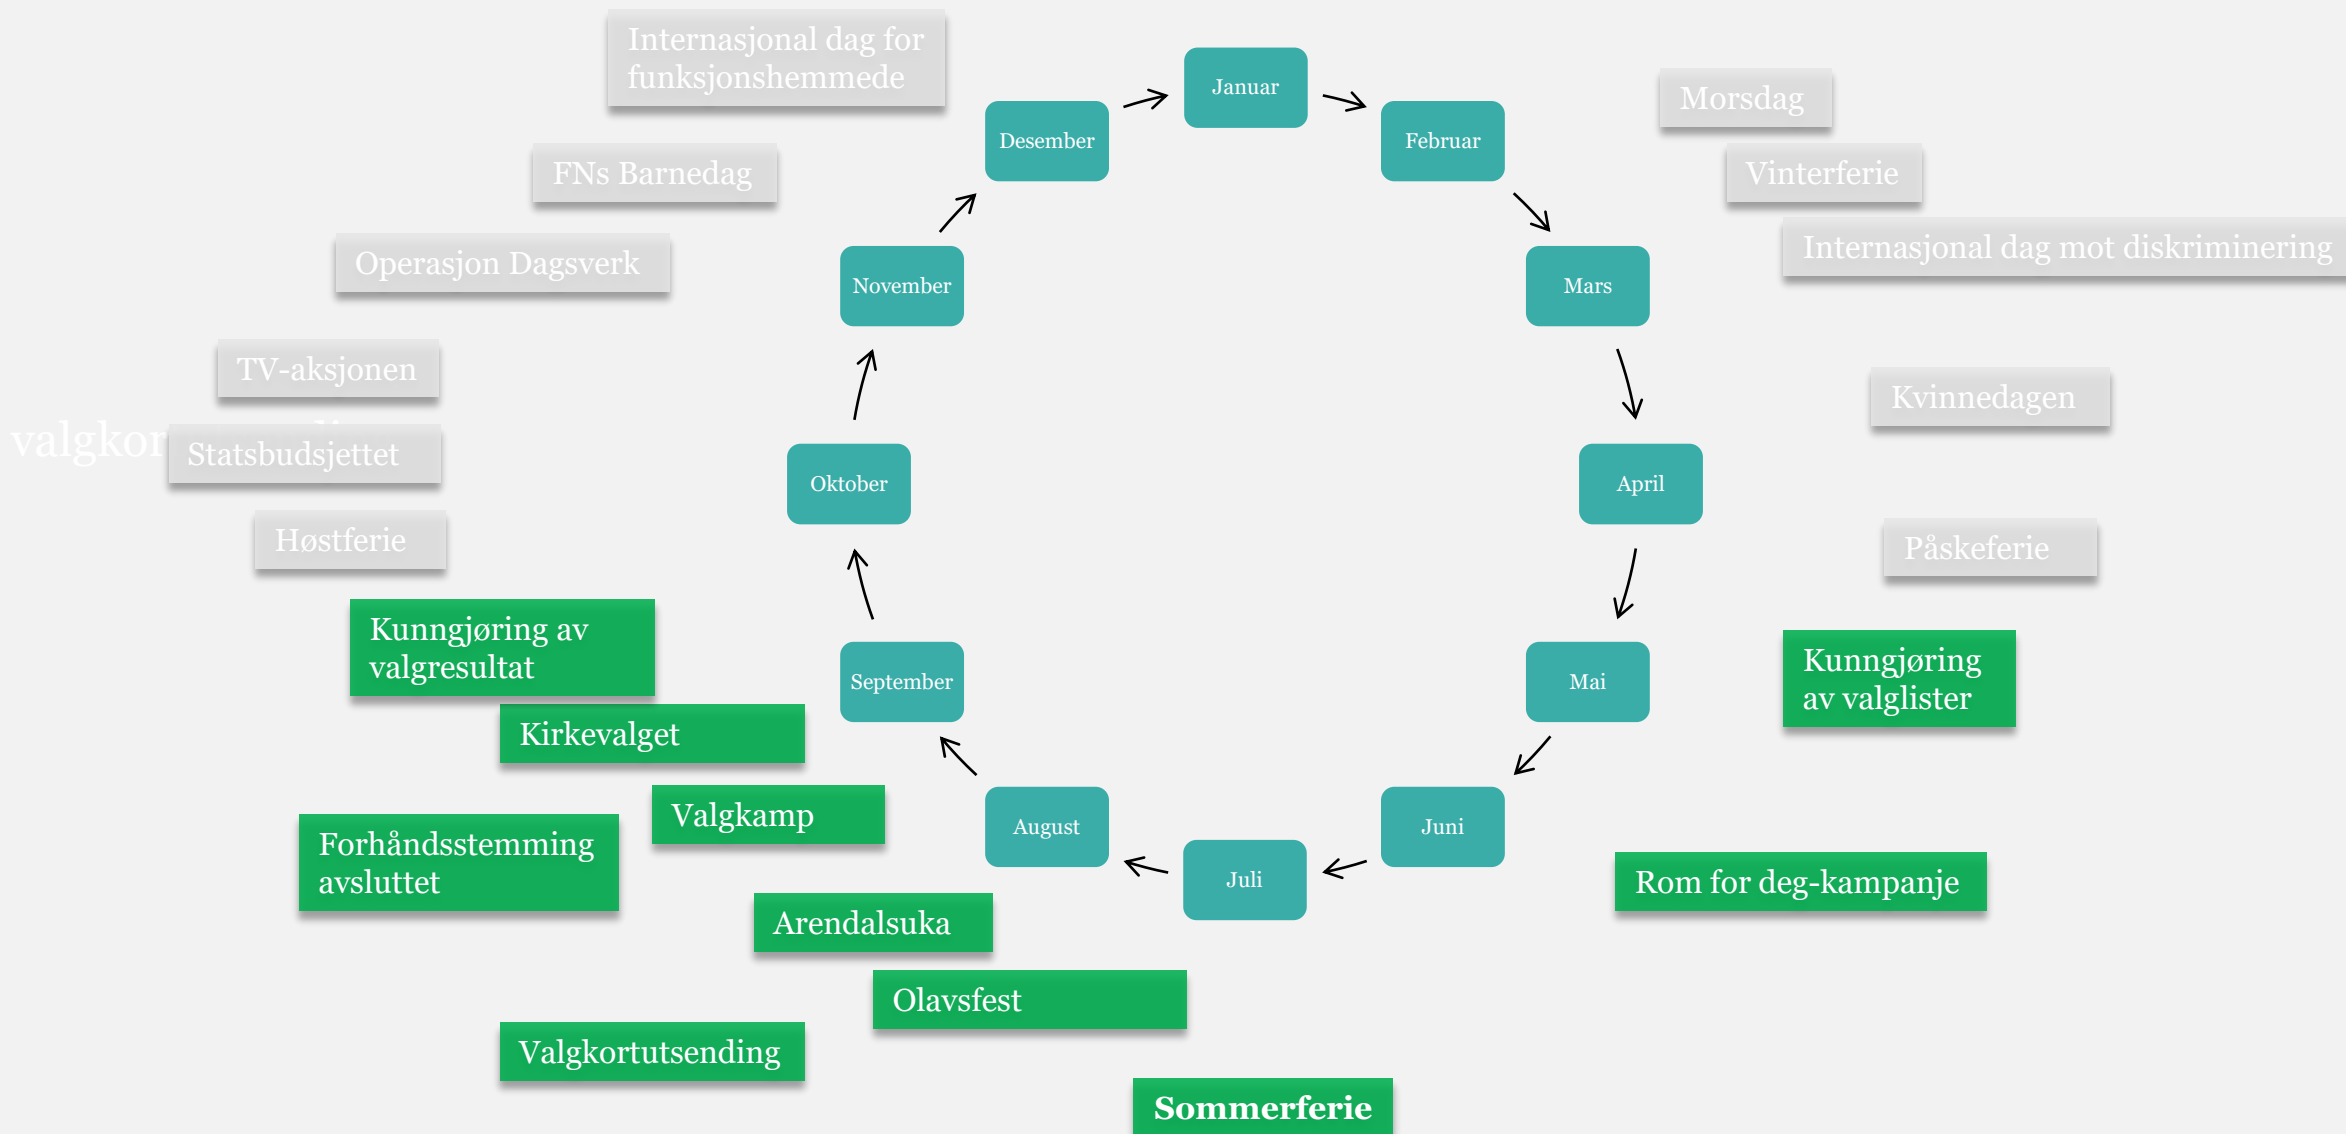 Internasjonal dag for
funksjonshemmede
Januar
Morsdag
Desember
Februar
FNs Barnedag
Vinterferie
Operasjon Dagsverk
Internasjonal dag mot diskriminering
November
Mars
TV-aksjonen
Kvinnedagen
Statsbudsjettet
Oktober
April
Høstferie
Påskeferie
Kunngjøring av
valgresultat
September
Mai
Kunngjøring
av valglister
Kirkevalget
Valgkamp
August
Juni
Forhåndsstemming
avsluttet
Juli
Rom for deg-kampanje
Arendalsuka
Olavsfest
Valgkortutsending
Sommerferie